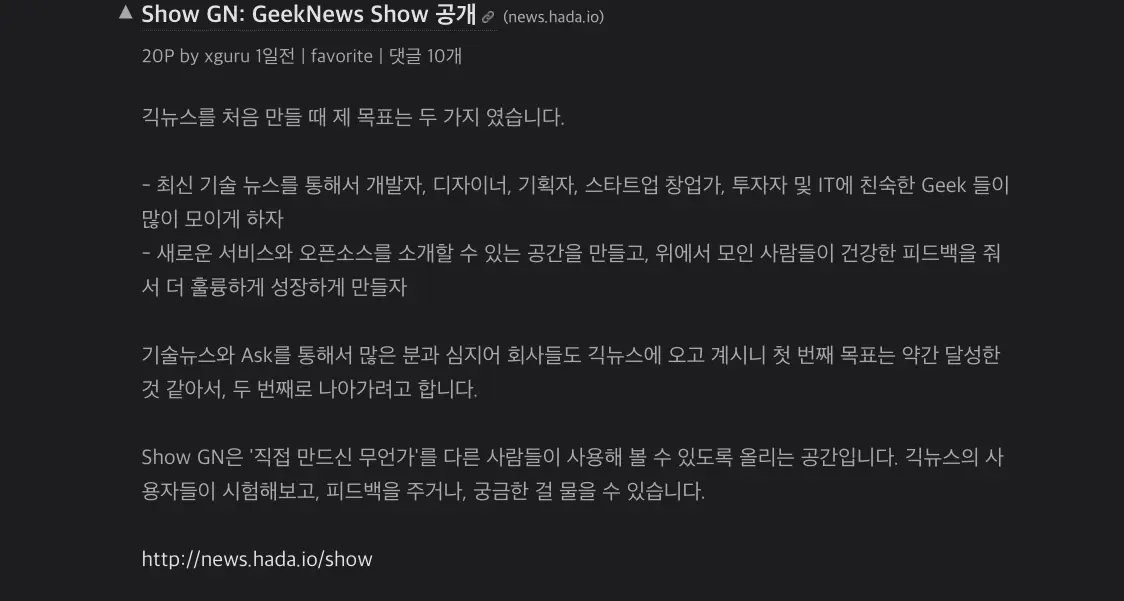 ▲ Show GN: GeekNews Show 공개 (news.hada.io)
20P by xguru 1일전 | favorite | 댓글 10개
긱뉴스를 처음 만들 때 제 목표는 두 가지 였습니다.
- 최신 기술 뉴스를 통해서 개발자, 디자이너, 기획자, 스타트업 창업가, 투자자 및 IT에 친숙한 Geek 들이
많이 모이게 하자
- 새로운 서비스와 오픈소스를 소개할 수 있는 공간을 만들고, 위에서 모인 사람들이 건강한 피드백을 줘
서 더 훌륭하게 성장하게 만들자
기술뉴스와 Ask를 통해서 많은 분과 심지어 회사들도 긱뉴스에 오고 계시니 첫 번째 목표는 약간 달성한
것 같아서, 두 번째로 나아가려고 합니다.
Show GN은 '직접 만드신 무언가'를 다른 사람들이 사용해 볼 수 있도록 올리는 공간입니다. 긱뉴스의 사
용자들이 시험해보고, 피드백을 주거나, 궁금한 걸 물을 수 있습니다.
http://news.hada.io/show